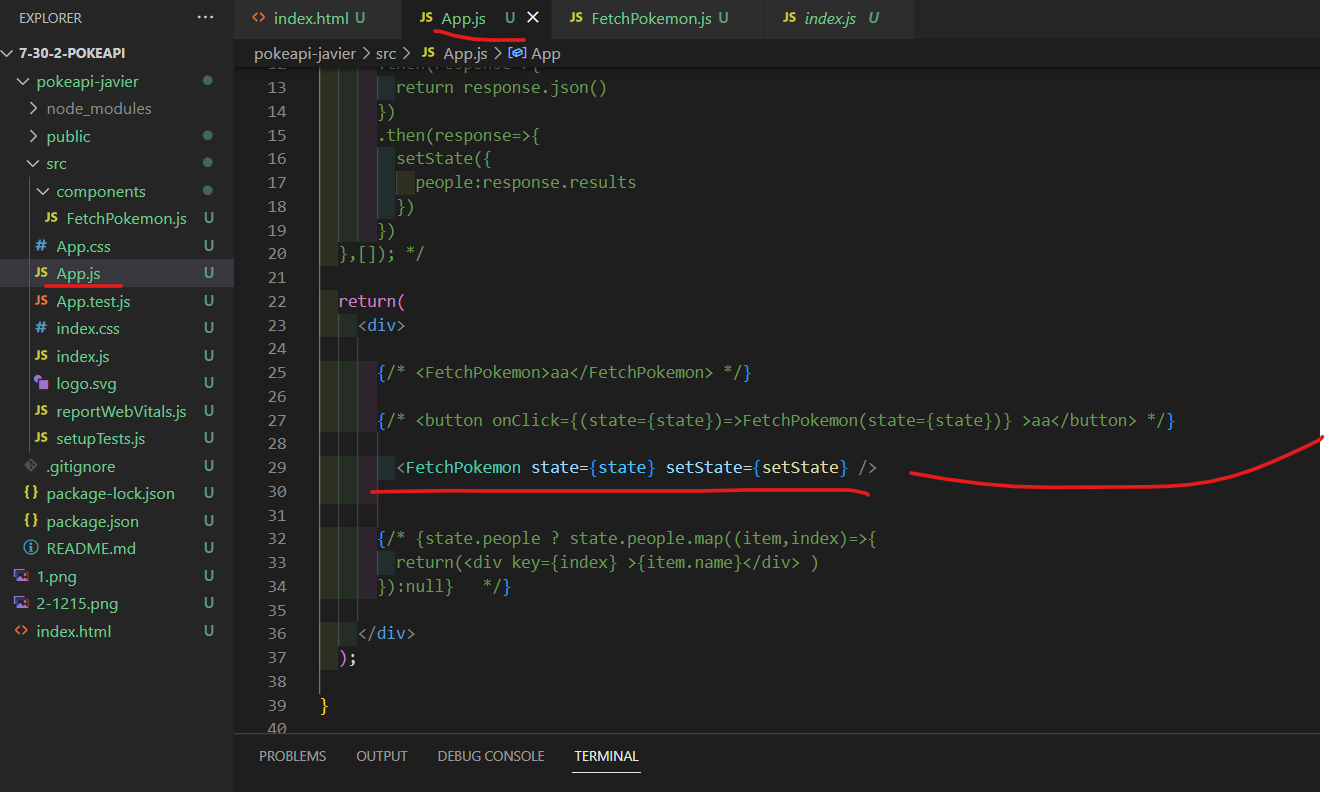 EXPLORER ···
7-30-2-POKEAPI
pokeapi-javier
node_modules
public
src
components
JS FetchPokemon.js U
# App.css U
JS App.js U
JS App.test.js U
# index.css U
JS index.js U
logo.svg U
JS reportWebVitals.js U
JS setupTests.js U
.gitignore U
{} package-lock.json U
{} package.json U
README.md U
1.png U
2-1215.png U
<> index.html U
<> index.html U JS App.js U × JS FetchPokemon.js U JS index.js U
pokeapi-javier > src > JS App.js > App
12 .then(response=>{
13 return response.json()
14 })
15 .then(response=>{
16 setState({
17 people:response.results
18 })
19 })
20 },[]); */
21
22 return(
23 <div>
24
25 {/* <FetchPokemon>aa</FetchPokemon> */}
26
27 {/* <button onClick={(state={state})=>FetchPokemon(state={state})} >aa</button> */}
28
29 <FetchPokemon state={state} setState={setState} />
30
31
32 {/* {state.people ? state.people.map((item,index)=>{
33 return(<div key={index} >{item.name}</div> )
34 }):null} */}
35
36 </div>
37 );
38
39 }
40
PROBLEMS OUTPUT DEBUG CONSOLE TERMINAL